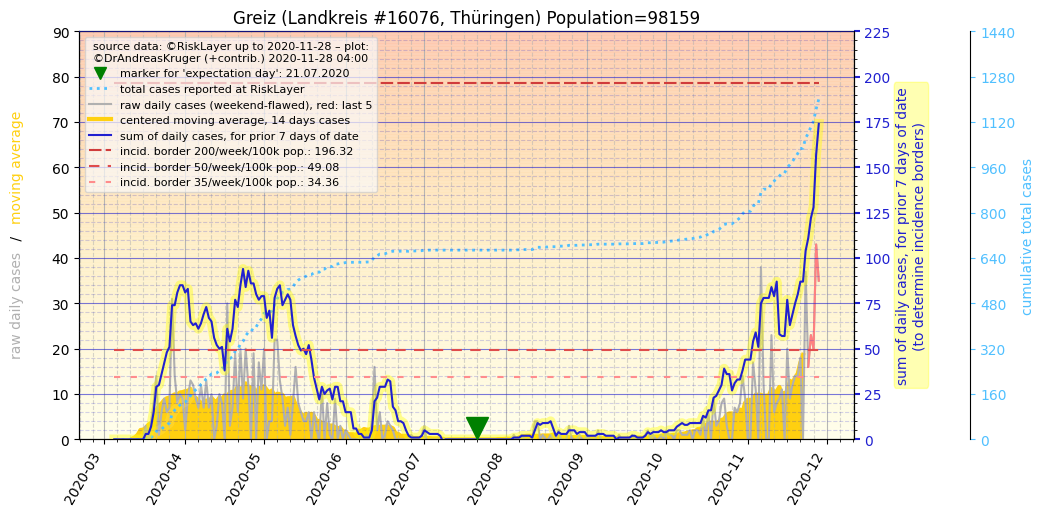 Greiz (Landkreis #16076, Thüringen) Population=98159
source data: ©RiskLayer up to 2020-11-28 – plot:
©DrAndreasKruger (+contrib.) 2020-11-28 04:00
marker for 'expectation day': 21.07.2020
total cases reported at RiskLayer
raw daily cases (weekend-flawed), red: last 5
centered moving average, 14 days cases
sum of daily cases, for prior 7 days of date
incid. border 200/week/100k pop.: 196.32
incid. border 50/week/100k pop.: 49.08
incid. border 35/week/100k pop.: 34.36
raw daily cases / moving average
90
80
70
60
50
40
30
20
10
0
225
200
175
150
125
100
75
50
25
0
sum of daily cases, for prior 7 days of date
(to determine incidence borders)
1440
1280
1120
960
800
640
480
320
160
0
cumulative total cases
2020-03
2020-04
2020-05
2020-06
2020-07
2020-08
2020-09
2020-10
2020-11
2020-12